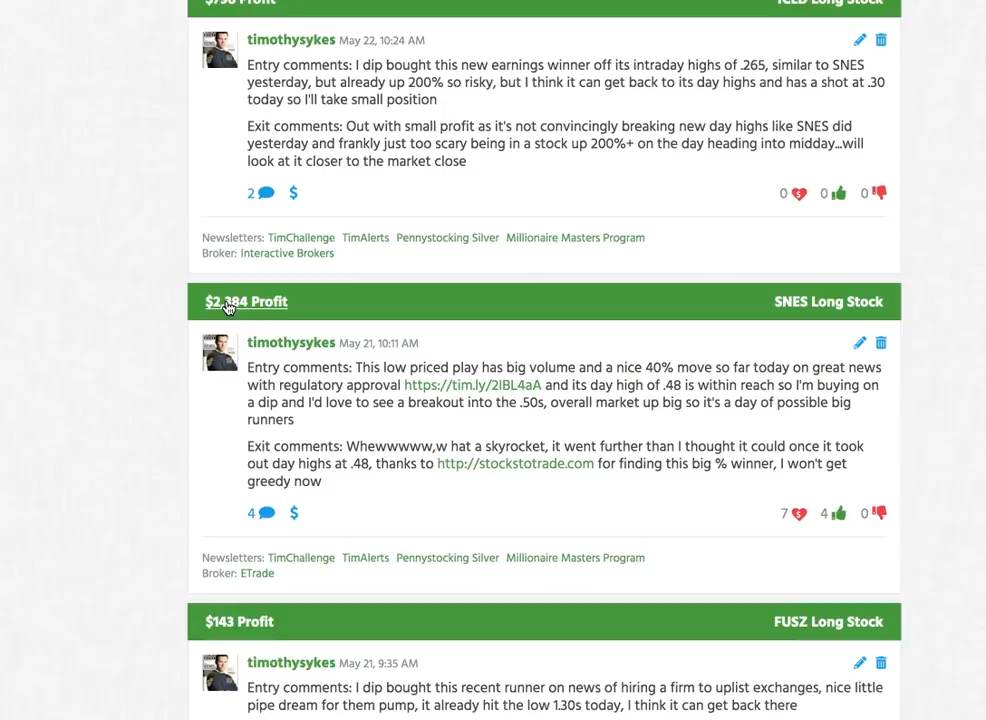 $798 Profit ICLD Long Stock
timothysykes May 22, 10:24 AM
Entry comments: I dip bought this new earnings winner off its intraday highs of .265, similar to SNES
yesterday, but already up 200% so risky, but I think it can get back to its day highs and has a shot at .30
today so I'll take small position
Exit comments: Out with small profit as it's not convincingly breaking new day highs like SNES did
yesterday and frankly just too scary being in a stock up 200%+ on the day heading into midday...will
look at it closer to the market close
2 $ 0 0 0
Newsletters: TimChallenge TimAlerts Pennystocking Silver Millionaire Masters Program
Broker: Interactive Brokers
$2,384 Profit SNES Long Stock
timothysykes May 21, 10:11 AM
Entry comments: This low priced play has big volume and a nice 40% move so far today on great news
with regulatory approval https://tim.ly/2IBL4aA and its day high of .48 is within reach so I'm buying on
a dip and I'd love to see a breakout into the .50s, overall market up big so it's a day of possible big
runners
Exit comments: Whewwwww,w hat a skyrocket, it went further than I thought it could once it took
out day highs at .48, thanks to http://stockstotrade.com for finding this big % winner, I won't get
greedy now
4 $ 7 4 0
Newsletters: TimChallenge TimAlerts Pennystocking Silver Millionaire Masters Program
Broker: ETrade
$143 Profit FUSZ Long Stock
timothysykes May 21, 9:35 AM
Entry comments: I dip bought this recent runner on news of hiring a firm to uplist exchanges, nice little
pipe dream for them pump, it already hit the low 1.30s today, I think it can get back there